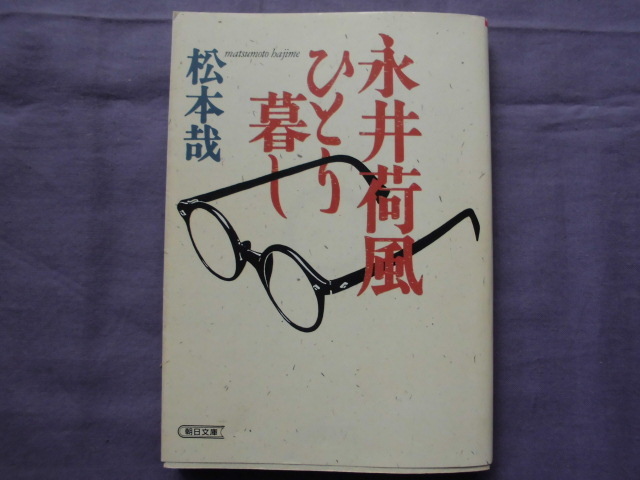 永井荷風
ひとり
暮し
matsumoto hajime
松本哉
朝日文庫